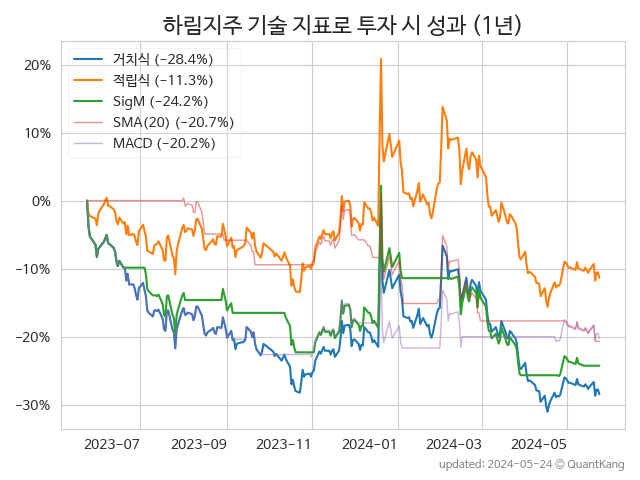 하림지주 기술 지표로 투자 시 성과 (1년)
거치식 (−28.4%)
적립식 (−11.3%)
SigM (−24.2%)
SMA(20) (−20.7%)
MACD (−20.2%)
20%
10%
0%
−10%
−20%
−30%
2023−07 2023−09 2023−11 2024−01 2024−03 2024−05
updated: 2024−05−24 ⓒ QuantKang